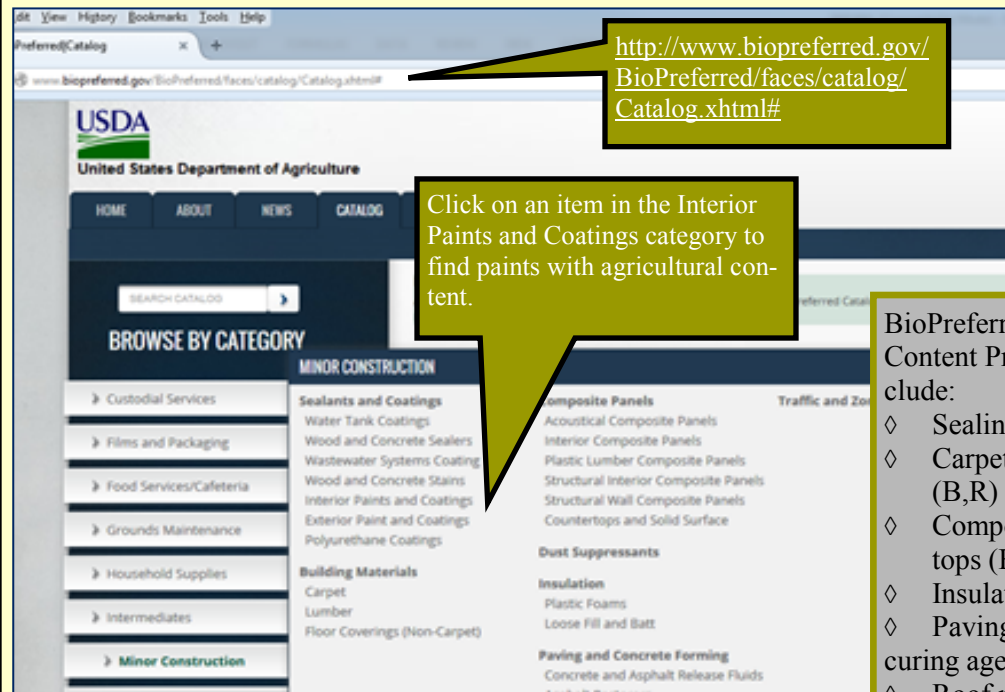 dit View History Bookmarks Tools Help
Preferred|Catalog × +
www.biopreferred.gov/BioPreferred/faces/catalog/Catalog.xhtml#
http://www.biopreferred.gov/
BioPreferred/faces/catalog/
Catalog.xhtml#
USDA
United States Department of Agriculture
HOME ABOUT NEWS CATALOG
Click on an item in the Interior
Paints and Coatings category to
find paints with agricultural con-
tent.
SEARCH CATALOG
BROWSE BY CATEGORY
Custodial Services
Films and Packaging
Food Services/Cafeteria
Grounds Maintenance
Household Supplies
Intermediates
Minor Construction
MINOR CONSTRUCTION
Sealants and Coatings
Water Tank Coatings
Wood and Concrete Sealers
Wastewater Systems Coating
Wood and Concrete Stains
Interior Paints and Coatings
Exterior Paint and Coatings
Polyurethane Coatings
Building Materials
Carpet
Lumber
Floor Coverings (Non-Carpet)
Composite Panels
Acoustical Composite Panels
Interior Composite Panels
Plastic Lumber Composite Panels
Structural Interior Composite Panels
Structural Wall Composite Panels
Countertops and Solid Surface
Dust Suppressants
Insulation
Plastic Foams
Loose Fill and Batt
Paving and Concrete Forming
Concrete and Asphalt Release Fluids
Traffic and Zo
eferred Catal
BioPreferr
Content Pr
clude:
◊ Sealin
◊ Carpet
(B,R)
◊ Comp
tops (
◊ Insula
◊ Paving
curing age